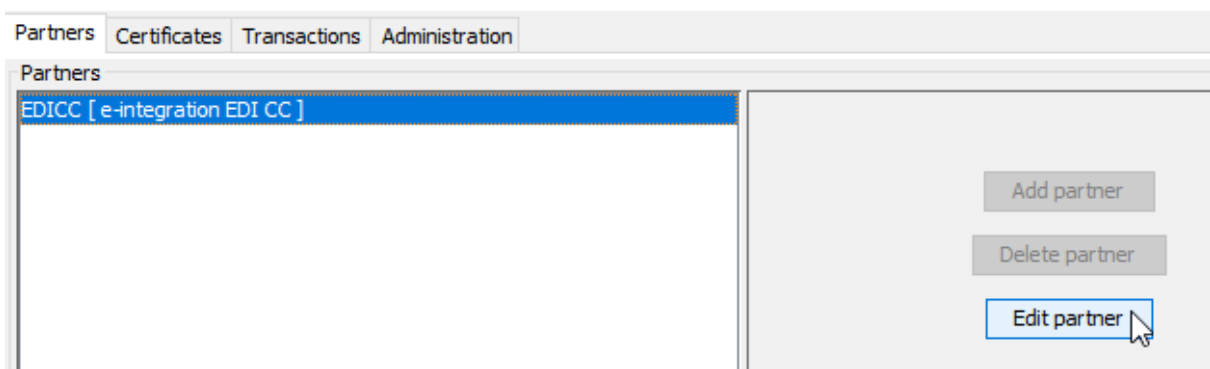 Partners Certificates Transactions Administration
Partners
EDICC [ e-integration EDI CC ]
Add partner
Delete partner
Edit partner